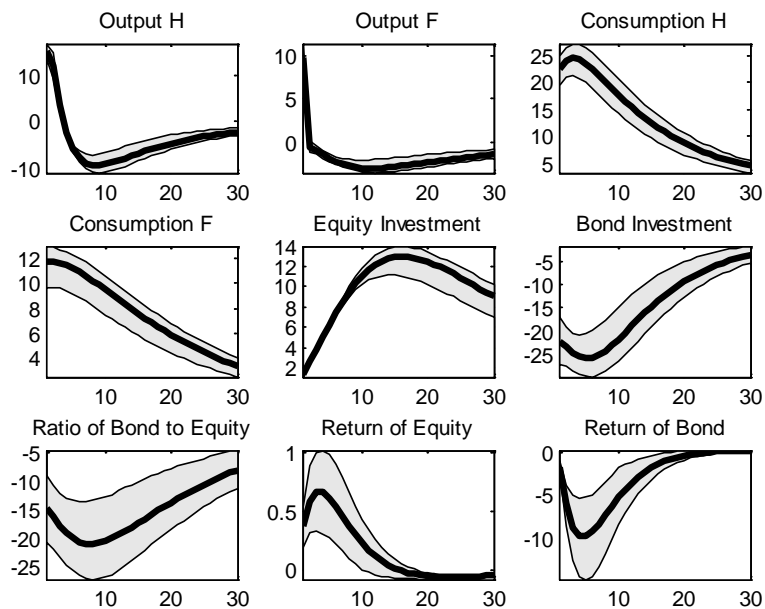 Output H Output F Consumption H
10 10 25
5 20
0 15
0 10
-10 5
10 20 30 10 20 30 10 20 30
Consumption F Equity Investment Bond Investment
12 14 -5
10 12 -10
8 10 -15
6 8 -20
4 6 -25
4
2
10 20 30 10 20 30 10 20 30
Ratio of Bond to Equity Return of Equity Return of Bond
-5 1 0
-10
-15 0.5 -5
-20
-25 0 -10
10 20 30 10 20 30 10 20 30